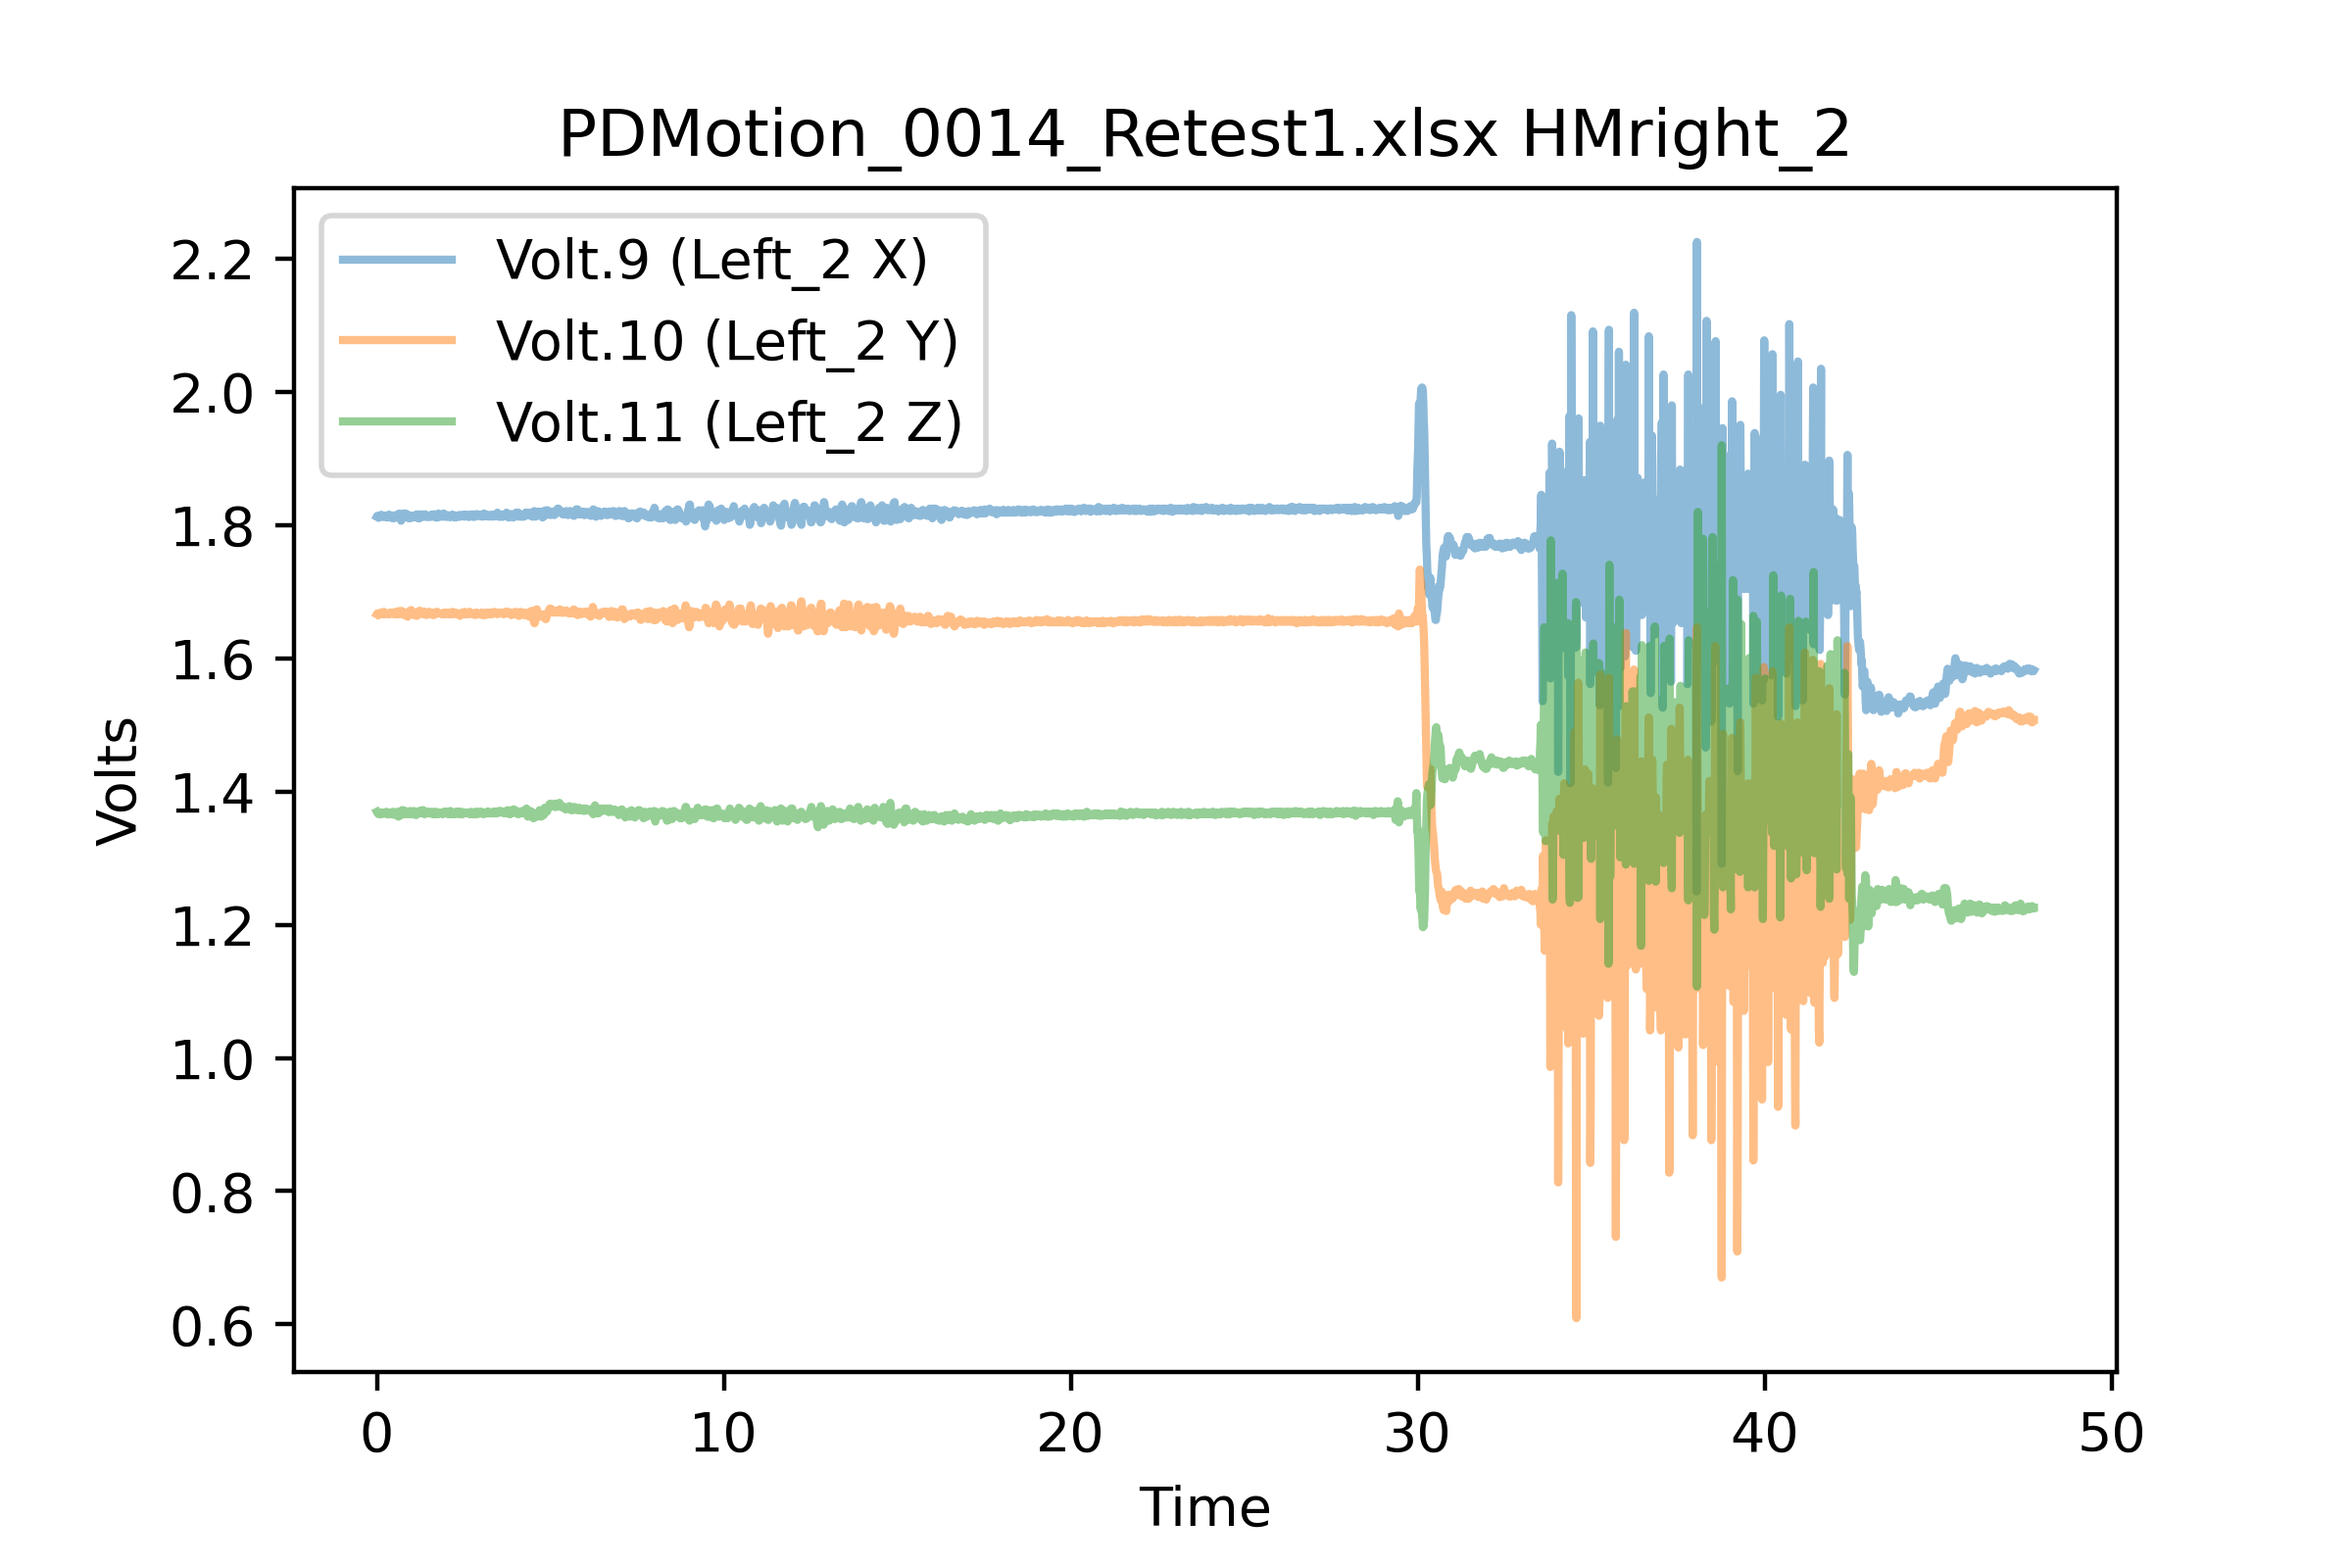 PDMotion_0014_Retest1.xlsx HMright_2
Volt.9 (Left_2 X)
Volt.10 (Left_2 Y)
Volt.11 (Left_2 Z)
2.2
2.0
1.8
1.6
1.4
1.2
1.0
0.8
0.6
Volts
0 10 20 30 40 50
Time